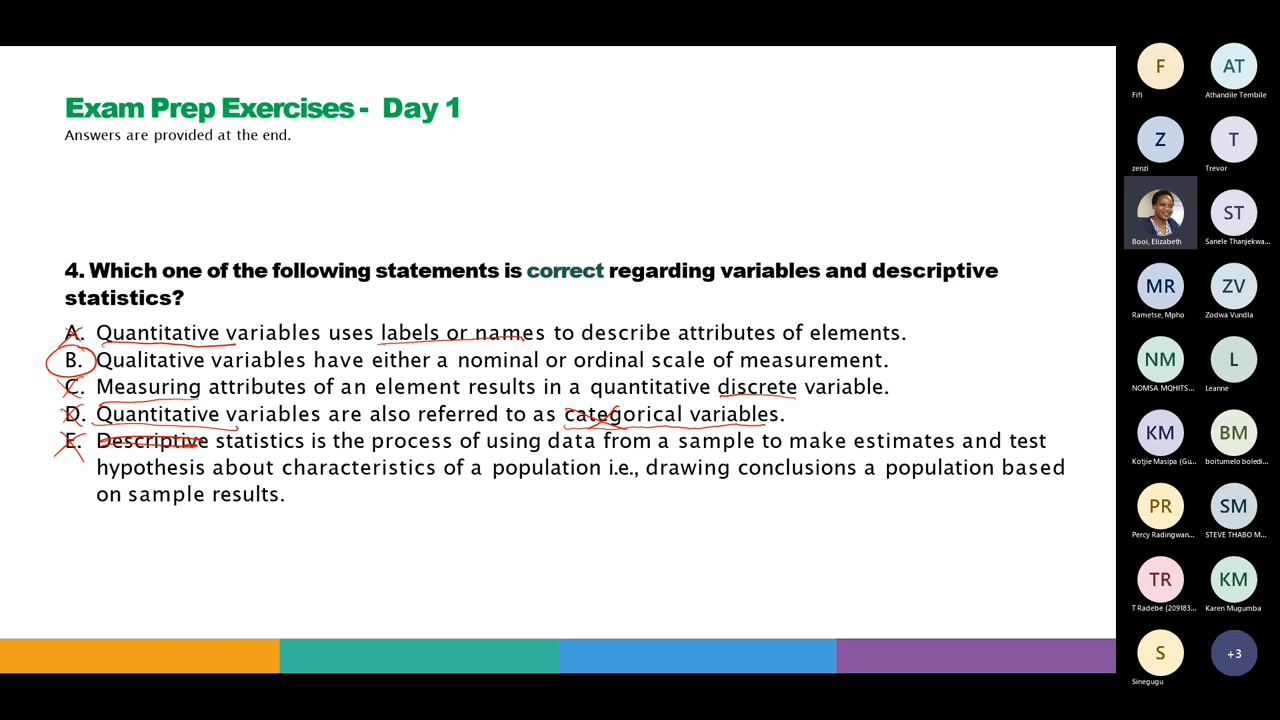 Exam Prep Exercises - Day 1
Answers are provided at the end.
4. Which one of the following statements is correct regarding variables and descriptive
statistics?
A. Quantitative variables uses labels or names to describe attributes of elements.
B. Qualitative variables have either a nominal or ordinal scale of measurement.
C. Measuring attributes of an element results in a quantitative discrete variable.
D. Quantitative variables are also referred to as categorical variables.
E. Descriptive statistics is the process of using data from a sample to make estimates and test
hypothesis about characteristics of a population i.e., drawing conclusions a population based
on sample results.
F
Fifi
AT
Athandile Tembile
Z
zenzi
T
Trevor
Booi, Elizabeth
ST
Sanele Thanjekwa...
MR
Rametse, Mpho
ZV
Zodwa Vundla
NM
NOMSA MQHITS...
L
Leanne
KM
Kotjie Masipa (Gu...
BM
boitumelo boledi...
PR
Percy Radingwan...
SM
STEVE THABO M...
TR
T Radebe (209183...
KM
Karen Mugumba
S
Sinegugu
+3